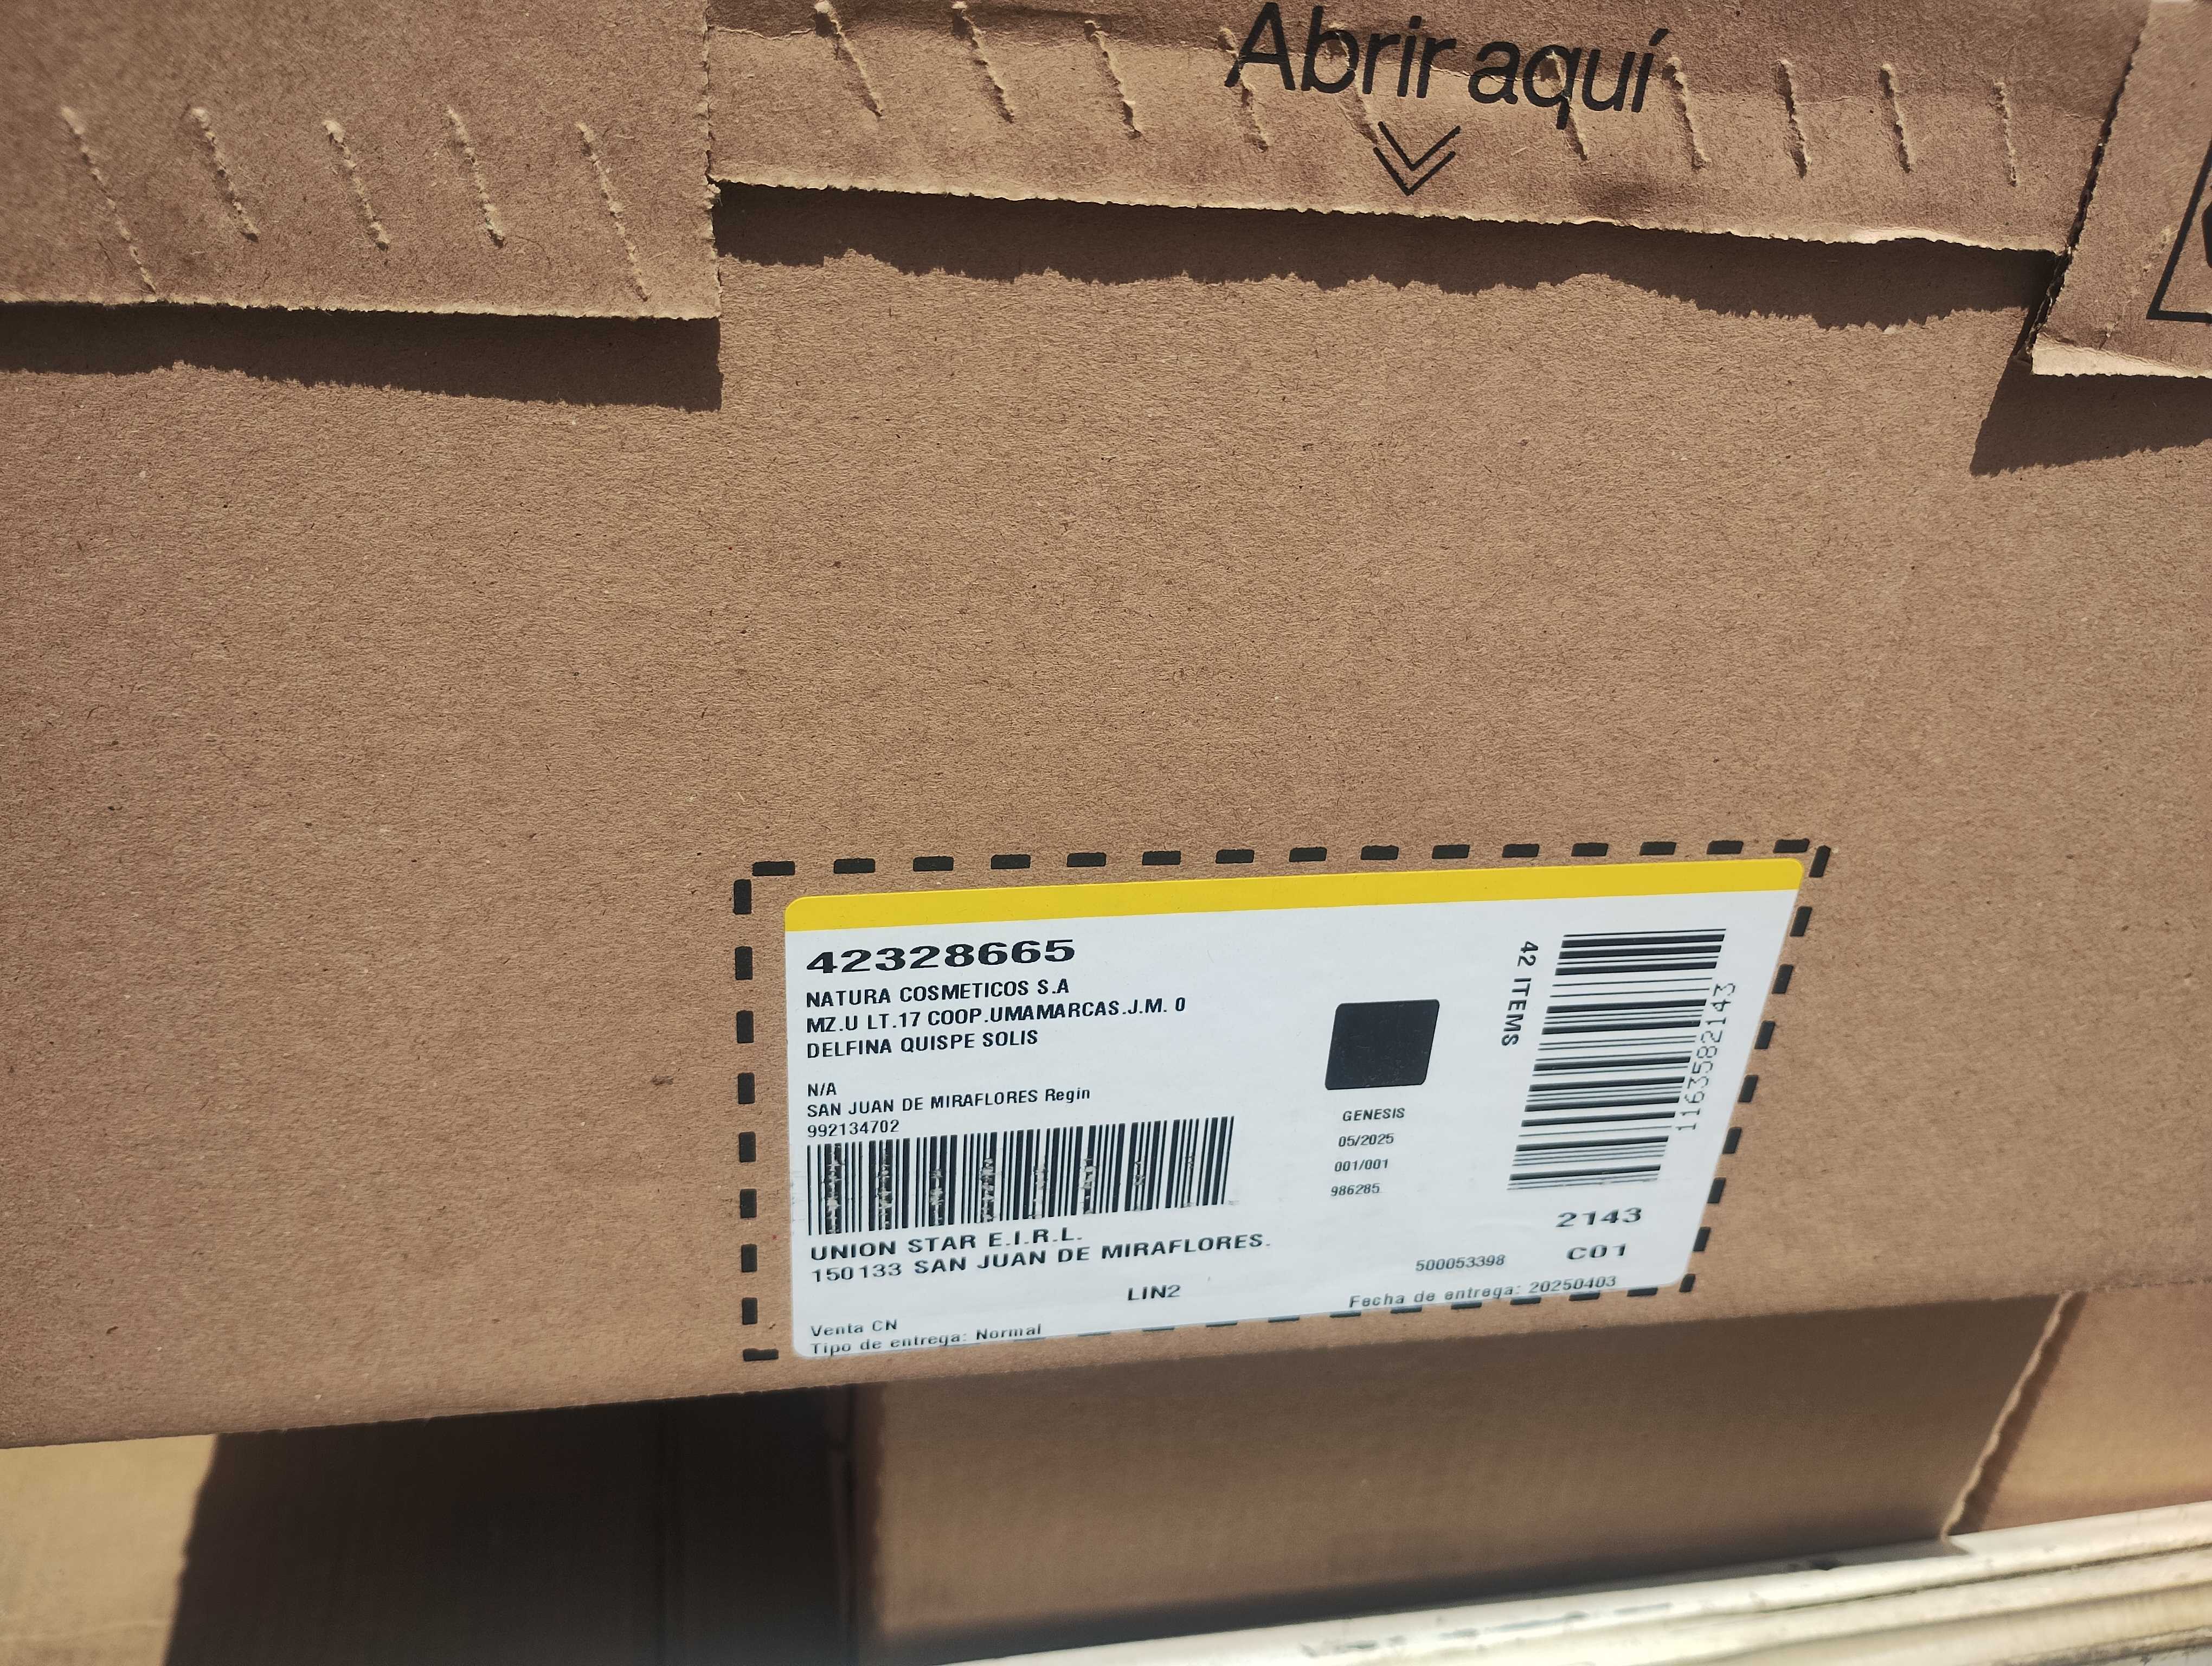 Abrir aquí
42328665
NATURA COSMETICOS S.A
MZ.U LT.17 COOP.UMAMARCAS.J.M. 0
DELFINA QUISPE SOLIS
N/A
SAN JUAN DE MIRAFLORES Regin
992134702
UNION STAR E.I.R.L.
150133 SAN JUAN DE MIRAFLORES.
LIN2
Venta CN
Tipo de entrega: Normal
GENESIS
05/2025
001/001
986285
42 ITEMS
1163582143
2143
C01
500053398
Fecha de entrega: 20250403